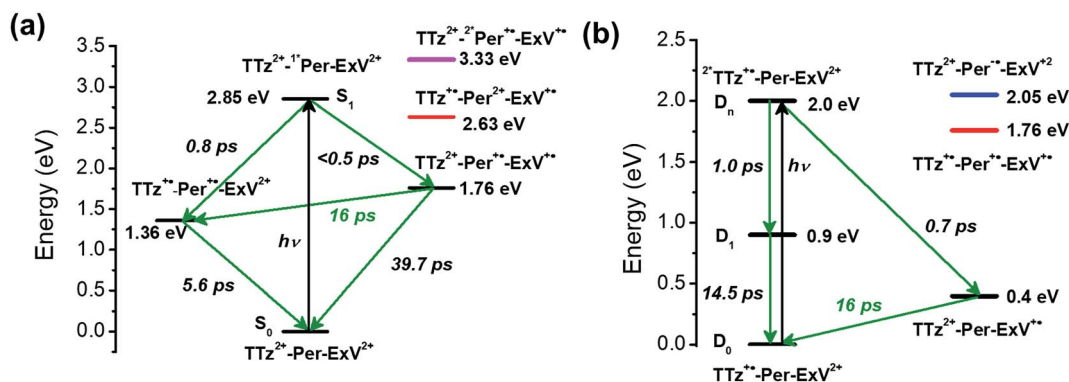 (a)
3.5
3.0
2.5
2.0
1.5
1.0
0.5
0.0
Energy (eV)
TTz²⁺-²*Per⁺•-ExV⁺•
3.33 eV
TTz²⁺-¹*Per-ExV²⁺
2.85 eV
S₁
TTz⁺•-Per²⁺-ExV⁺•
2.63 eV
0.8 ps
<0.5 ps
TTz⁺•-Per⁺•-ExV²⁺
TTz²⁺-Per⁺•-ExV⁺•
1.76 eV
1.36 eV
16 ps
hν
5.6 ps
39.7 ps
S₀
TTz²⁺-Per-ExV²⁺
(b)
2.5
2.0
1.5
1.0
0.5
0.0
Energy (eV)
²*TTz⁺•-Per-ExV²⁺
Dₙ
2.0 eV
TTz²⁺-Per⁻•-ExV⁺²
2.05 eV
1.76 eV
TTz⁺•-Per⁺•-ExV⁺•
1.0 ps
hν
0.7 ps
D₁
0.9 eV
14.5 ps
16 ps
0.4 eV
TTz²⁺-Per-ExV⁺•
D₀
TTz⁺•-Per-ExV²⁺